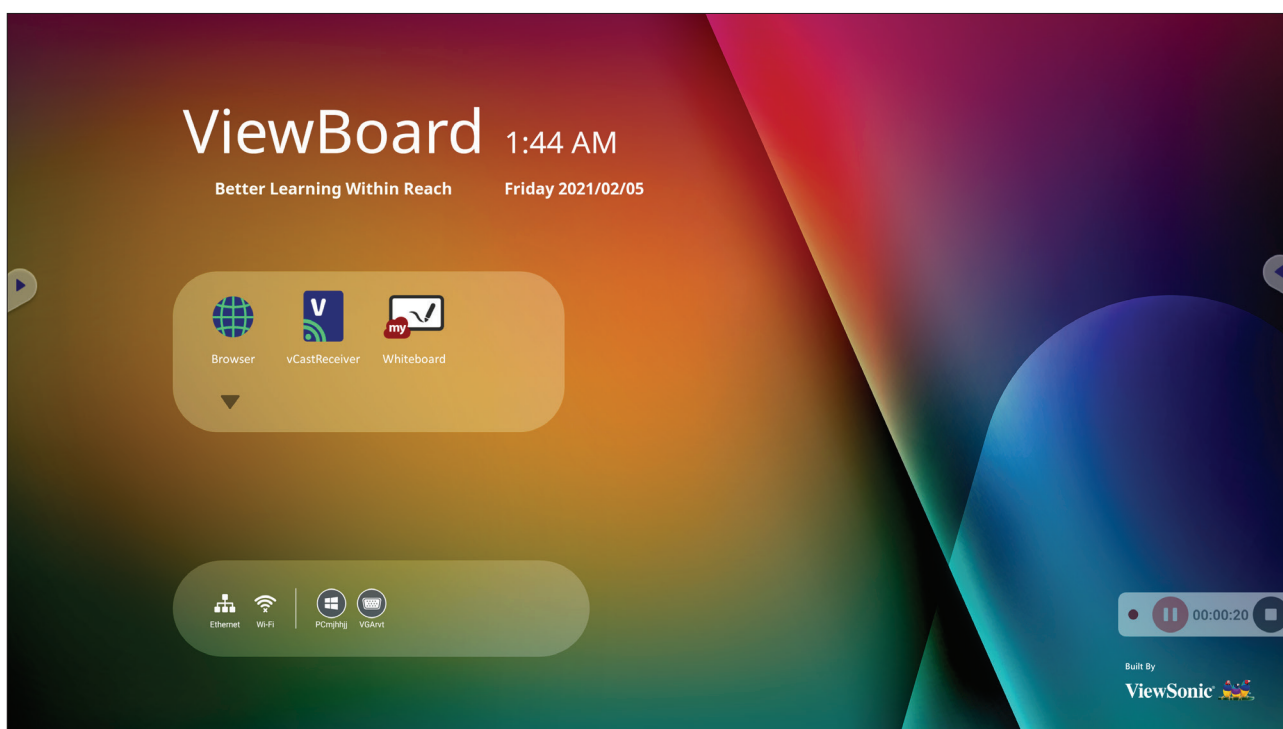 ViewBoard 1:44 AM
Better Learning Within Reach Friday 2021/02/05
V
my
Browser vCastReceiver Whiteboard
Ethernet Wi-Fi PCmjhhjj VGArvt
00:00:20
Built By
ViewSonic®